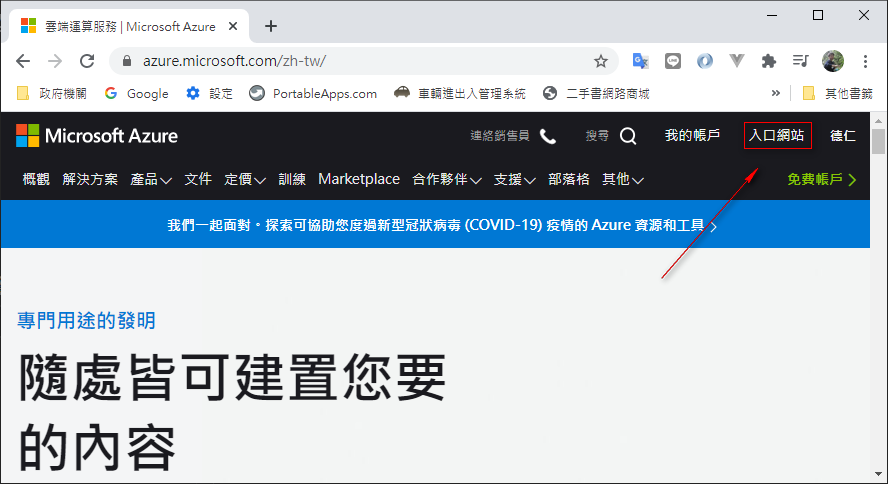 雲端運算服務 | Microsoft Azure
azure.microsoft.com/zh-tw/
政府機關 Google 設定 PortableApps.com 車輛進出入管理系統 二手書網路商城 » 其他書籤
Microsoft Azure 連絡銷售員 搜尋 我的帳戶 入口網站 德仁
概觀 解決方案 產品 文件 定價 訓練 Marketplace 合作夥伴 支援 部落格 其他 免費帳戶
我們一起面對。探索可協助您度過新型冠狀病毒 (COVID-19) 疫情的 Azure 資源和工具
專門用途的發明
隨處皆可建置您要
的內容